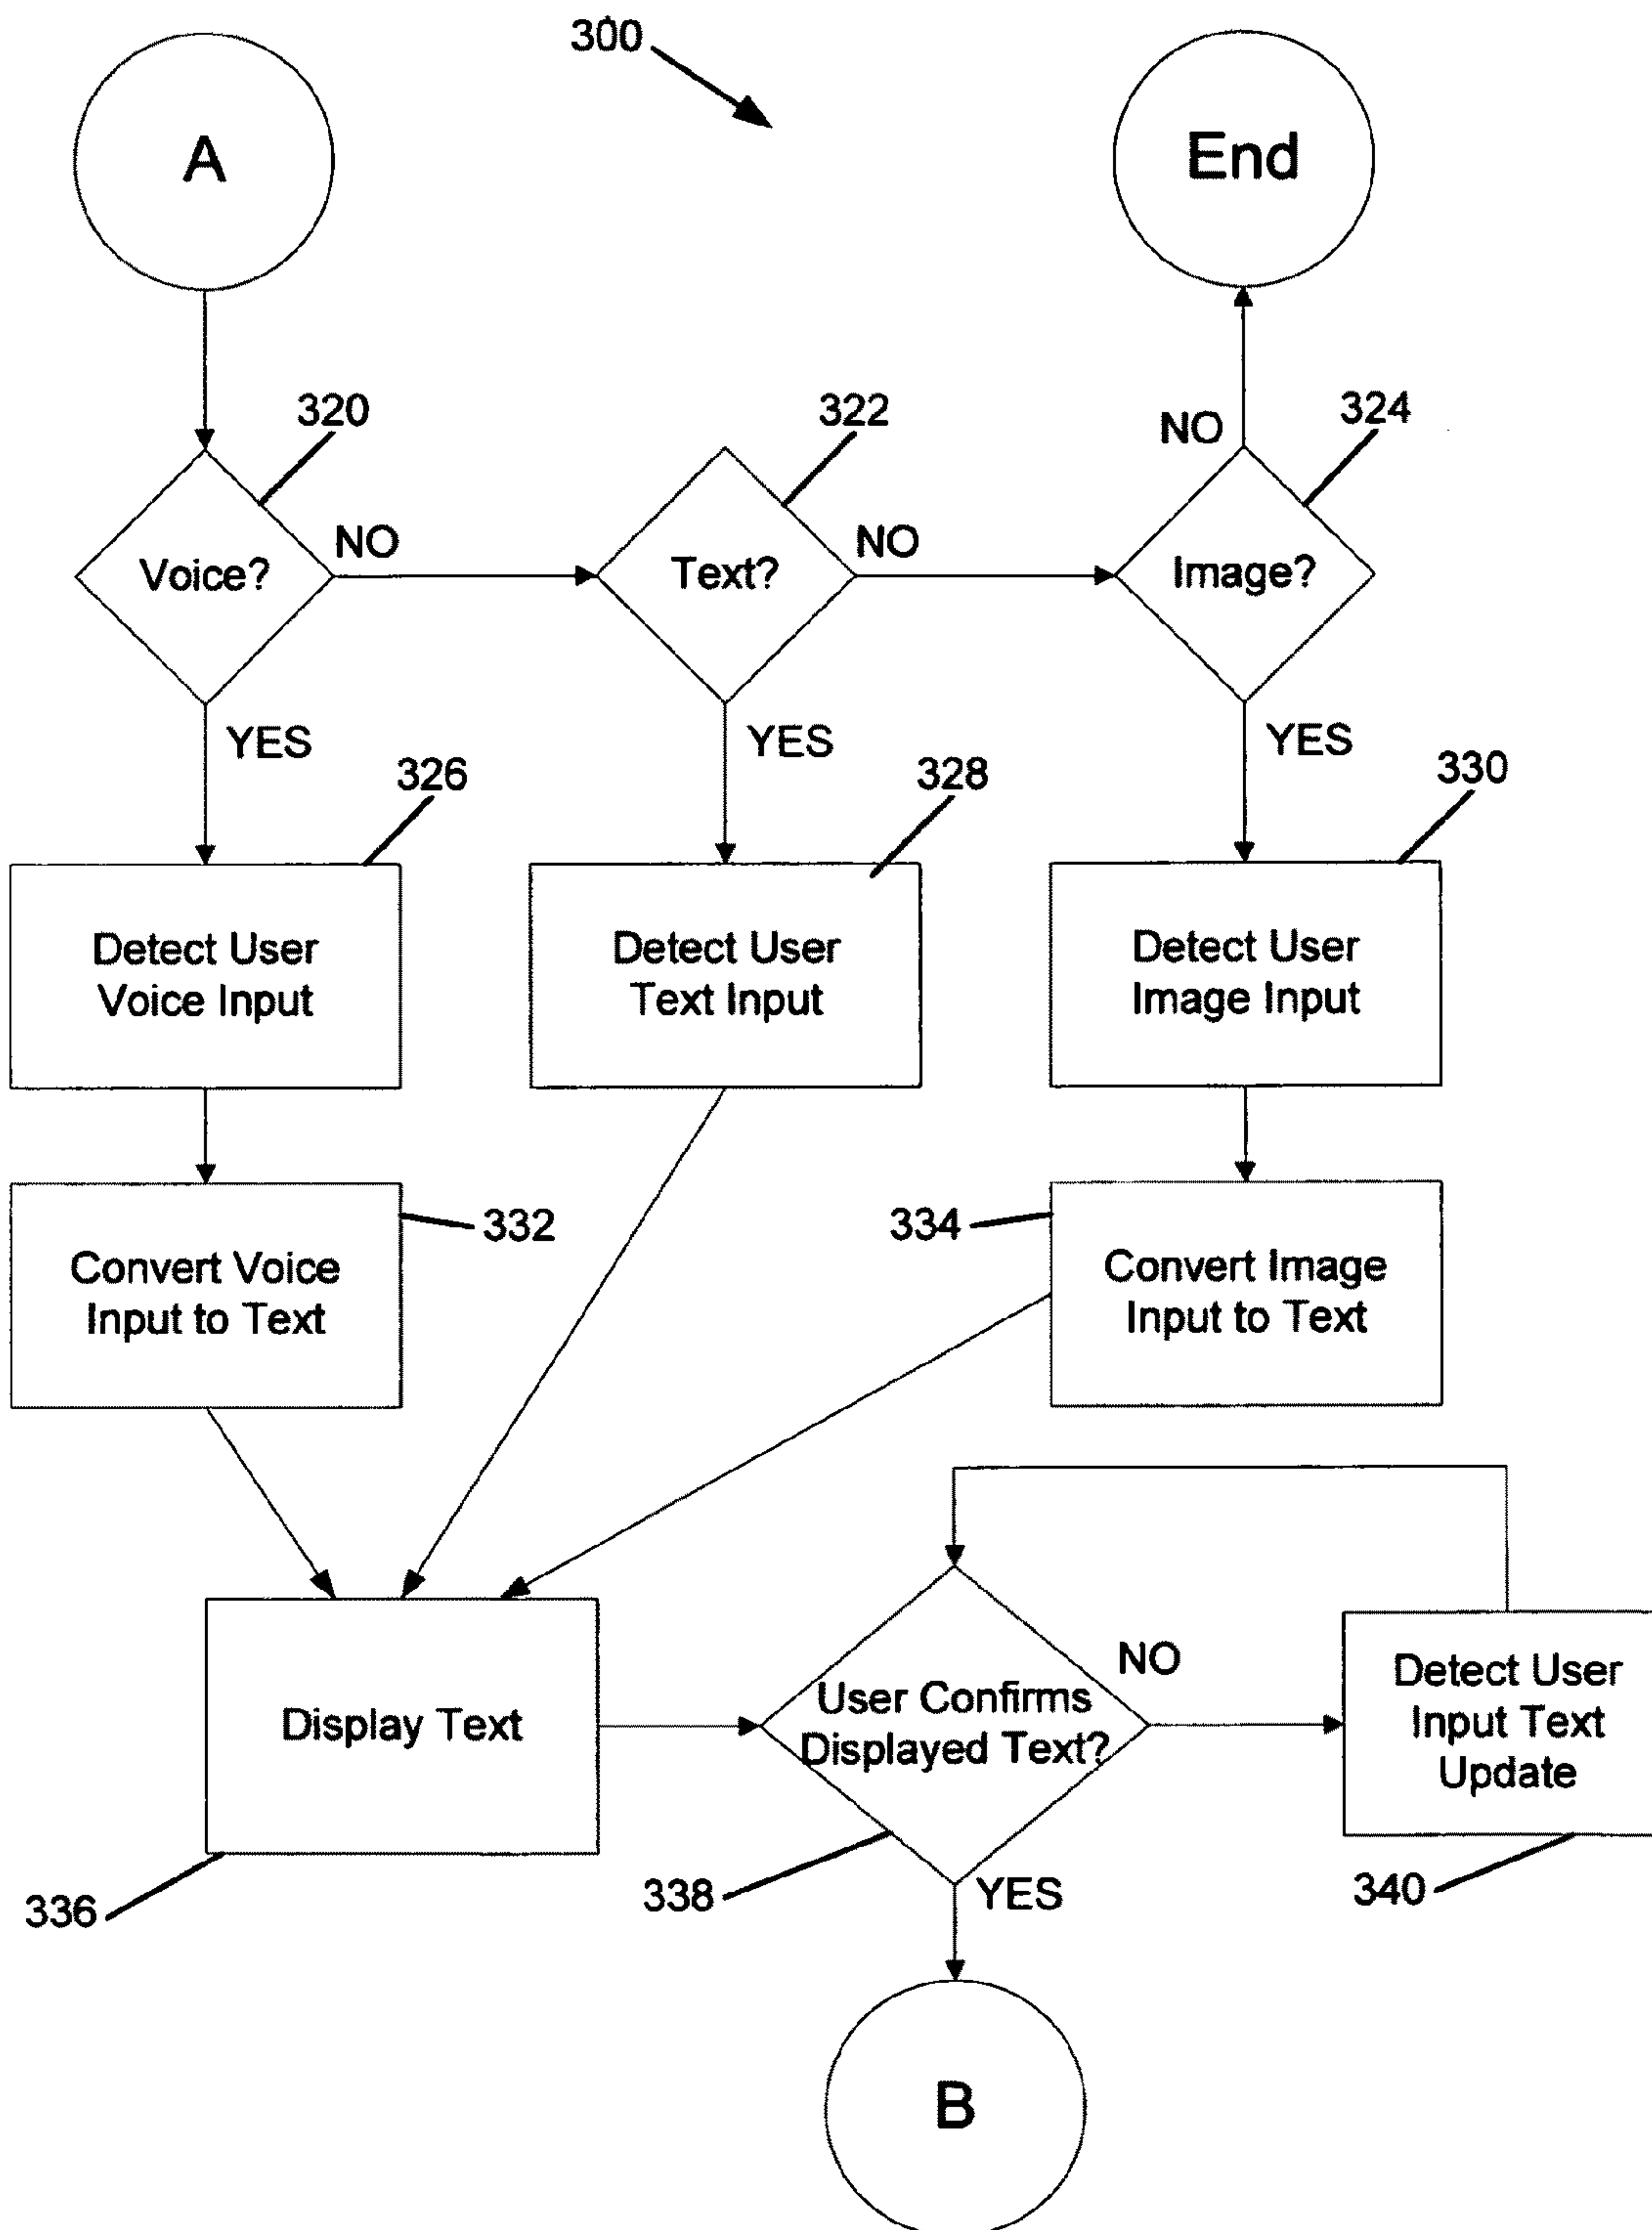 300
A
End
320
322
324
NO
Voice?
NO
Text?
NO
Image?
YES
YES
YES
326
328
330
Detect User
Voice Input
Detect User
Text Input
Detect User
Image Input
332
334
Convert Voice
Input to Text
Convert Image
Input to Text
Display Text
User Confirms
Displayed Text?
NO
Detect User
Input Text
Update
336
338
YES
340
B